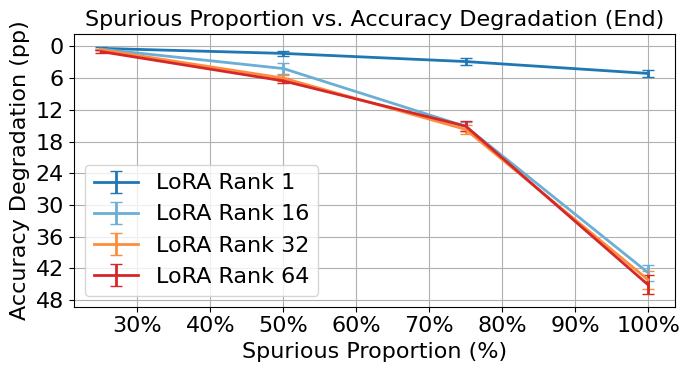 Spurious Proportion vs. Accuracy Degradation (End)
Accuracy Degradation (pp)
0
6
12
18
24
30
36
42
48
LoRA Rank 1
LoRA Rank 16
LoRA Rank 32
LoRA Rank 64
30% 40% 50% 60% 70% 80% 90% 100%
Spurious Proportion (%)